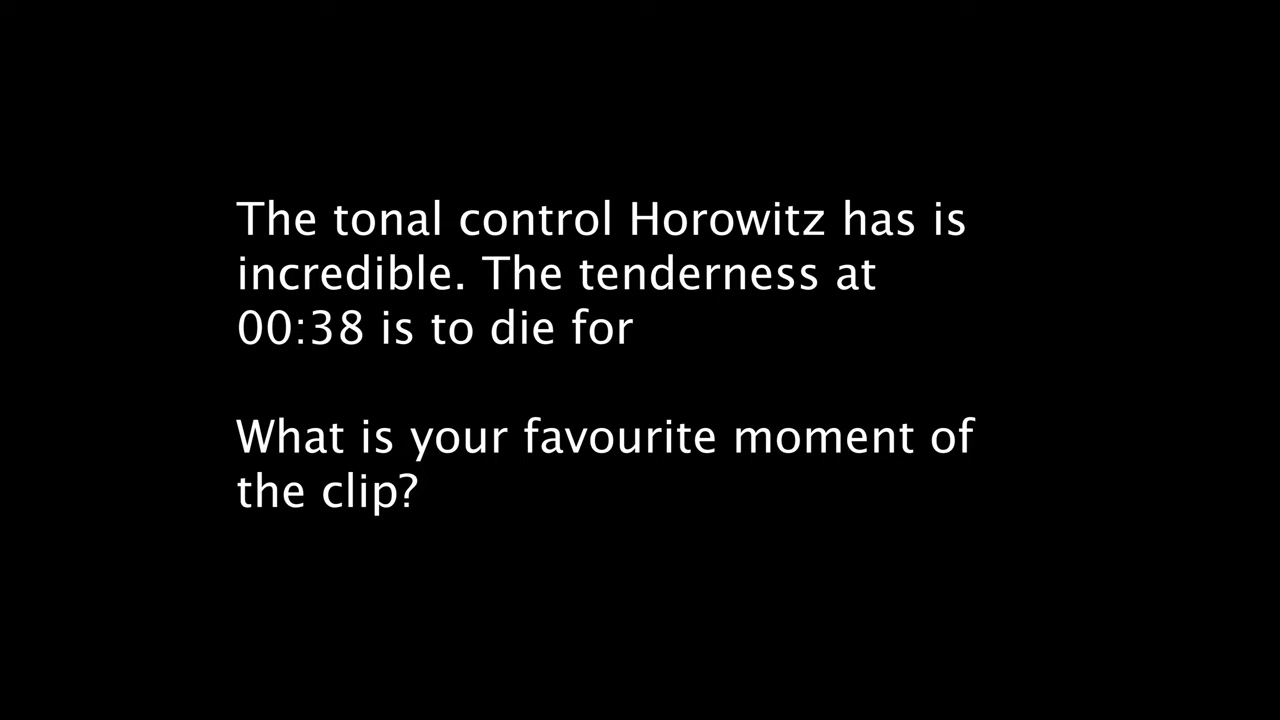 The tonal control Horowitz has is
incredible. The tenderness at
00:38 is to die for
What is your favourite moment of
the clip?